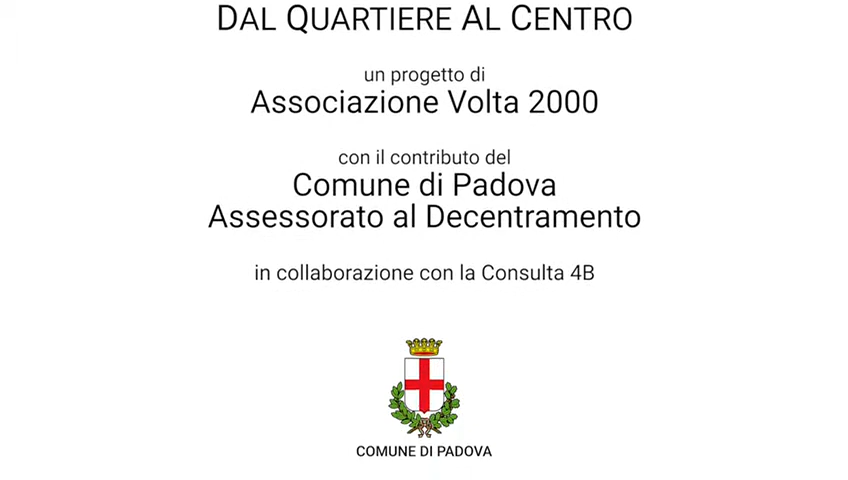 DAL QUARTIERE AL CENTRO
un progetto di
Associazione Volta 2000
con il contributo del
Comune di Padova
Assessorato al Decentramento
in collaborazione con la Consulta 4B
COMUNE DI PADOVA